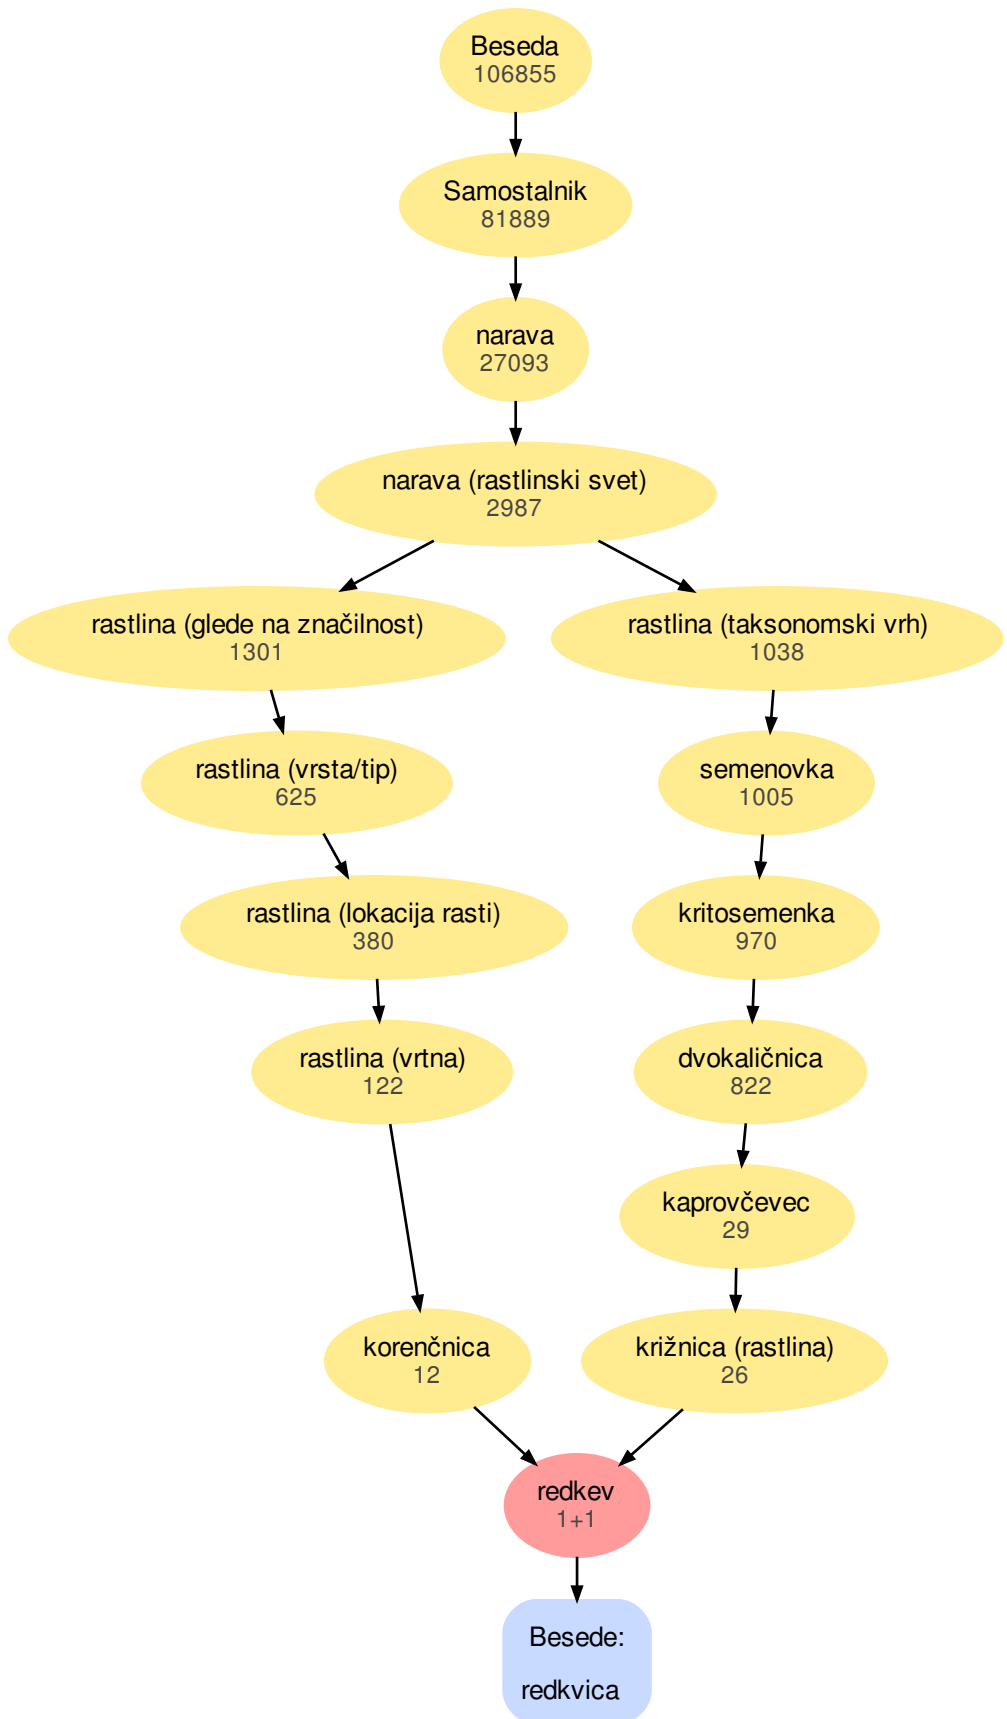 Beseda
106855
Samostalnik
81889
narava
27093
narava (rastlinski svet)
2987
rastlina (glede na značilnost)
1301
rastlina (taksonomski vrh)
1038
rastlina (vrsta/tip)
625
semenovka
1005
rastlina (lokacija rasti)
380
kritosemenka
970
rastlina (vrtna)
122
dvokaličnica
822
kaprovčevec
29
korenčnica
12
križnica (rastlina)
26
redkev
1+1
Besede:
redkvica